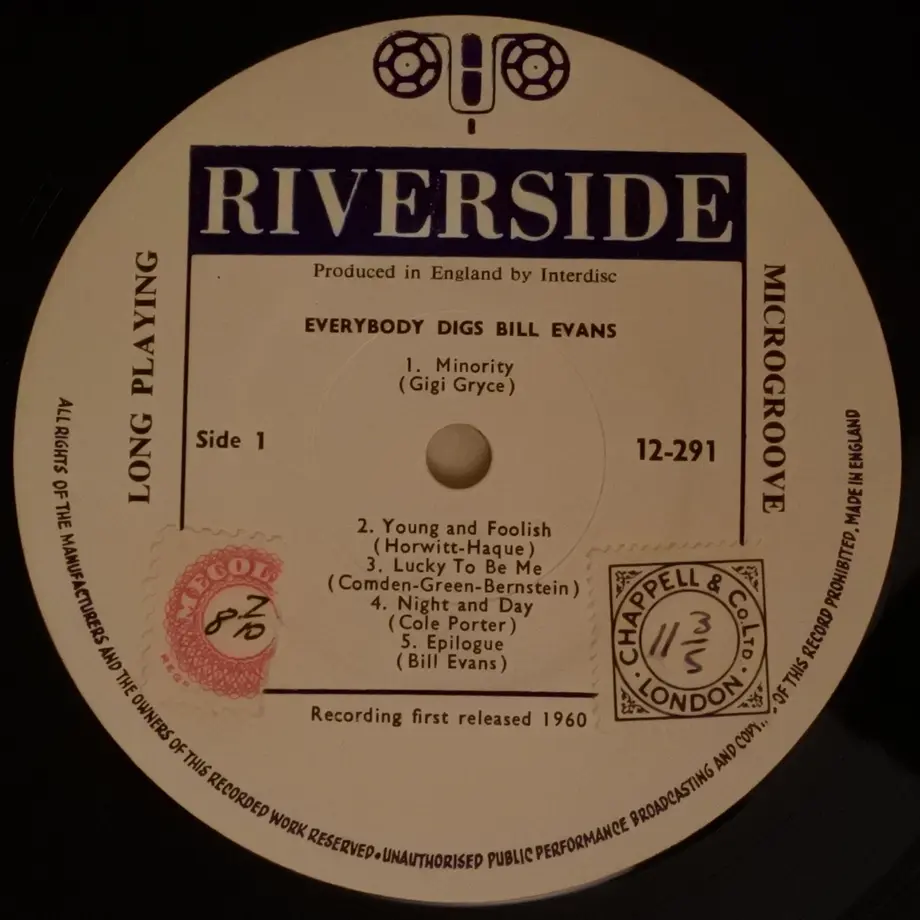 RIVERSIDE
Produced in England by Interdisc
EVERYBODY DIGS BILL EVANS
1. Minority
(Gigi Gryce)
LONG PLAYING
MICROGROOVE
Side 1
12-291
2. Young and Foolish
(Horwitt-Haque)
3. Lucky To Be Me
(Comden-Green-Bernstein)
4. Night and Day
(Cole Porter)
5. Epilogue
(Bill Evans)
MECOL
8 7/10
CHAPPELL & CO. LTD.
11 3/5
· LONDON ·
Recording first released 1960
ALL RIGHTS OF THE MANUFACTURERS AND THE OWNERS OF THIS RECORDED WORK RESERVED • UNAUTHORISED PUBLIC PERFORMANCE BROADCASTING AND OF THIS RECORD PROHIBITED, MADE IN ENGLAND